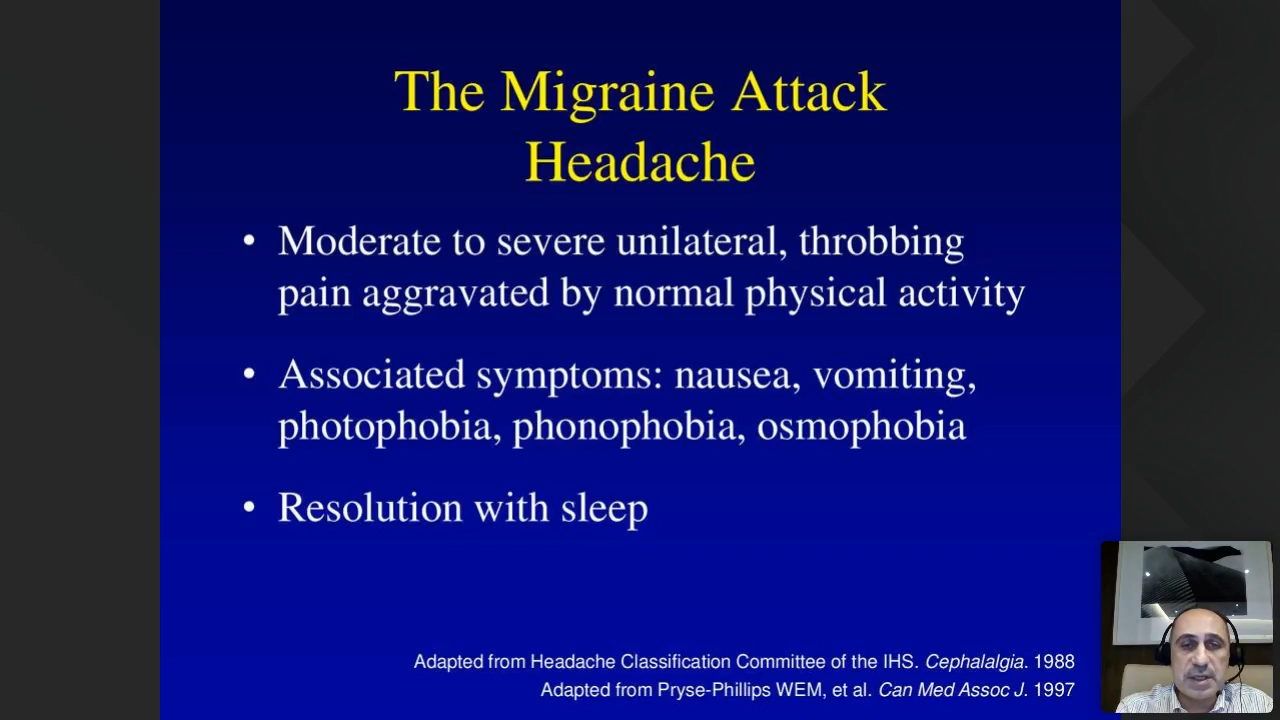 The Migraine Attack
Headache
• Moderate to severe unilateral, throbbing
pain aggravated by normal physical activity
• Associated symptoms: nausea, vomiting,
photophobia, phonophobia, osmophobia
• Resolution with sleep
Adapted from Headache Classification Committee of the IHS. Cephalalgia. 1988
Adapted from Pryse-Phillips WEM, et al. Can Med Assoc J. 1997